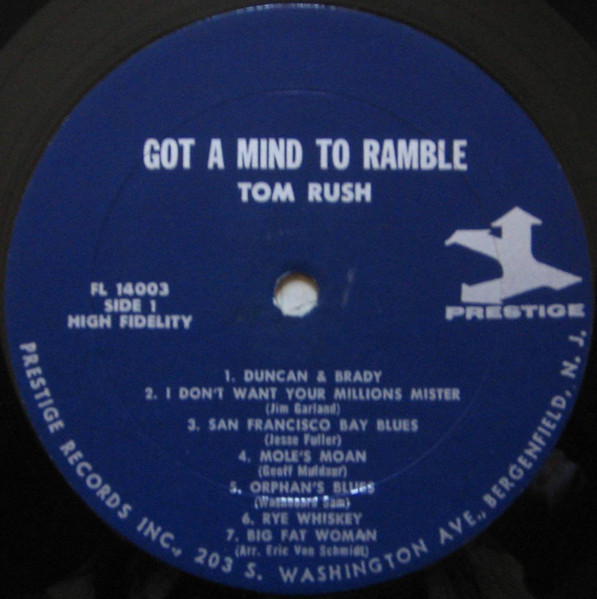 GOT A MIND TO RAMBLE
TOM RUSH
PRESTIGE
FL 14003
SIDE 1
HIGH FIDELITY
1. DUNCAN & BRADY
2. I DON'T WANT YOUR MILLIONS MISTER
(Jim Garland)
3. SAN FRANCISCO BAY BLUES
(Jesse Fuller)
4. MOLE'S MOAN
(Geoff Muldaur)
5. ORPHAN'S BLUES
(Washboard Sam)
6. RYE WHISKEY
7. BIG FAT WOMAN
(Arr. Eric Von Schmidt)
PRESTIGE RECORDS INC., 203 S. WASHINGTON AVE., BERGENFIELD, N. J.